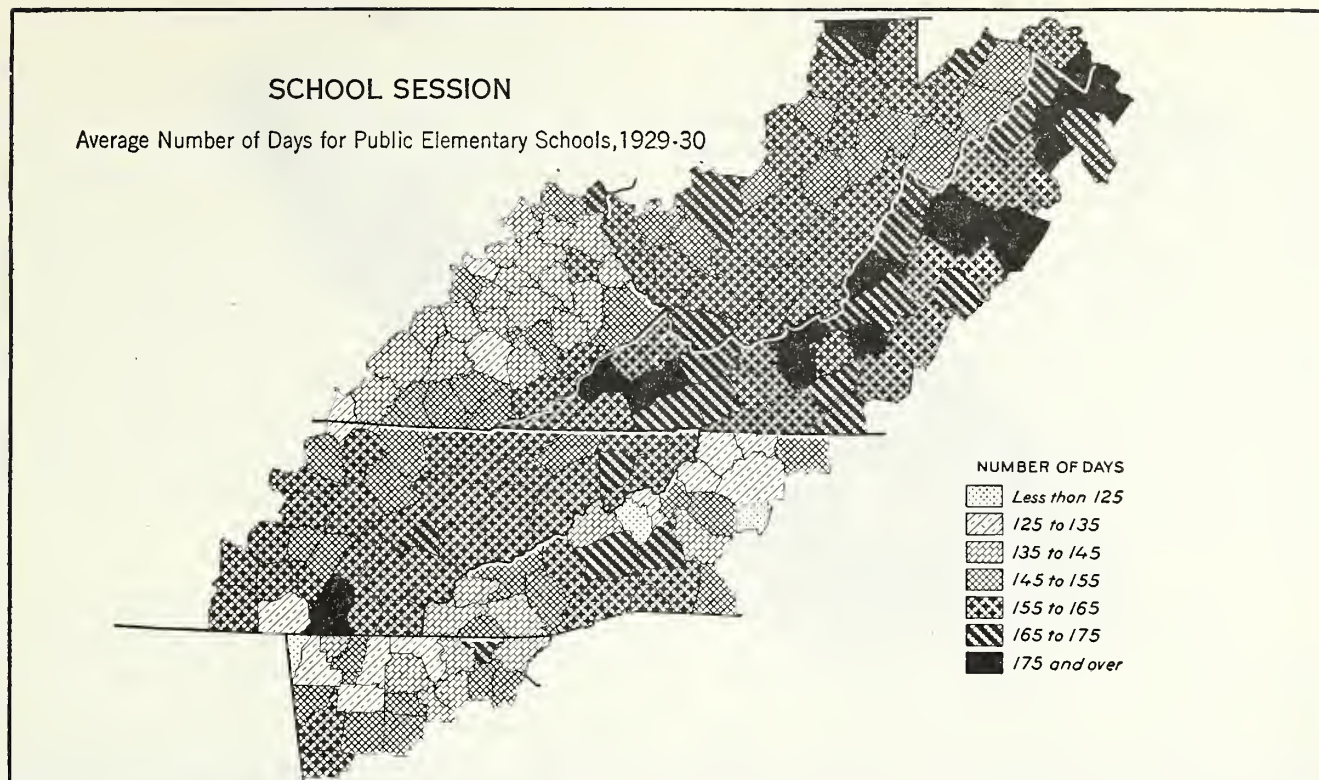 SCHOOL SESSION
Average Number of Days for Public Elementary Schools, 1929-30
NUMBER OF DAYS
Less than 125
125 to 135
135 to 145
145 to 155
155 to 165
165 to 175
175 and over